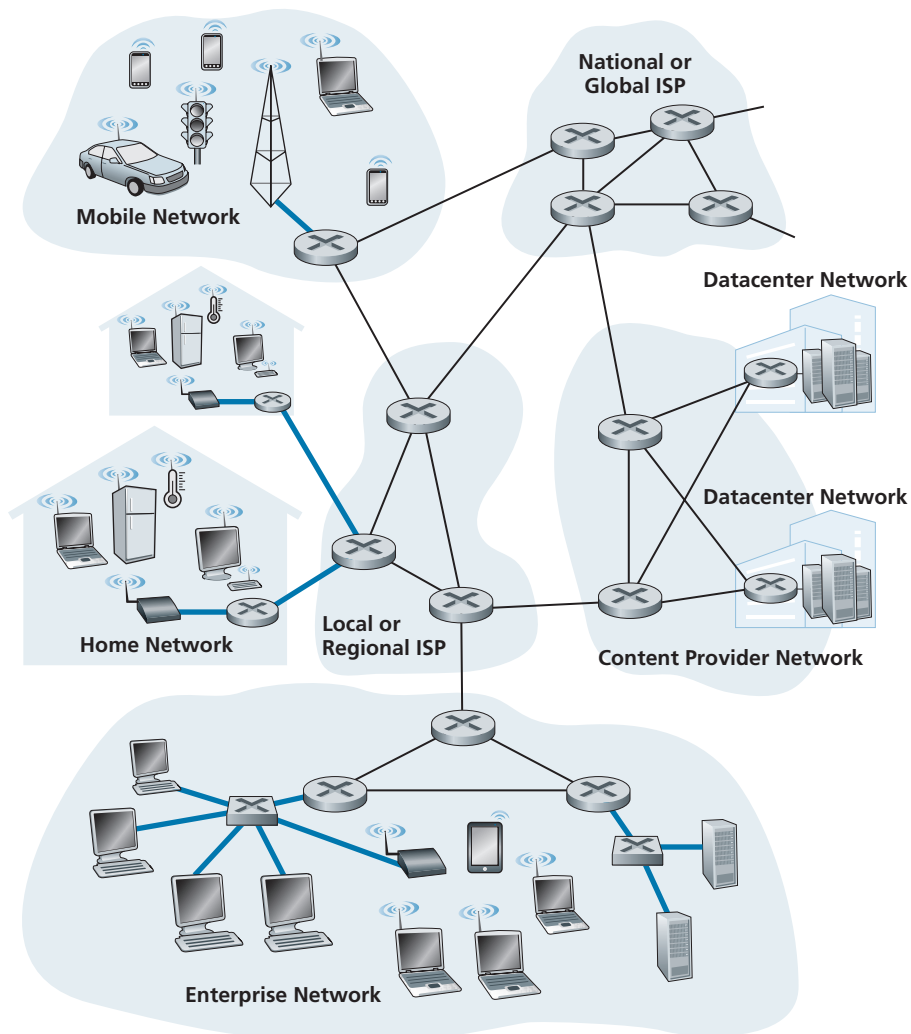 National or
Global ISP
Mobile Network
Datacenter Network
Datacenter Network
Home Network
Local or
Regional ISP
Content Provider Network
Enterprise Network